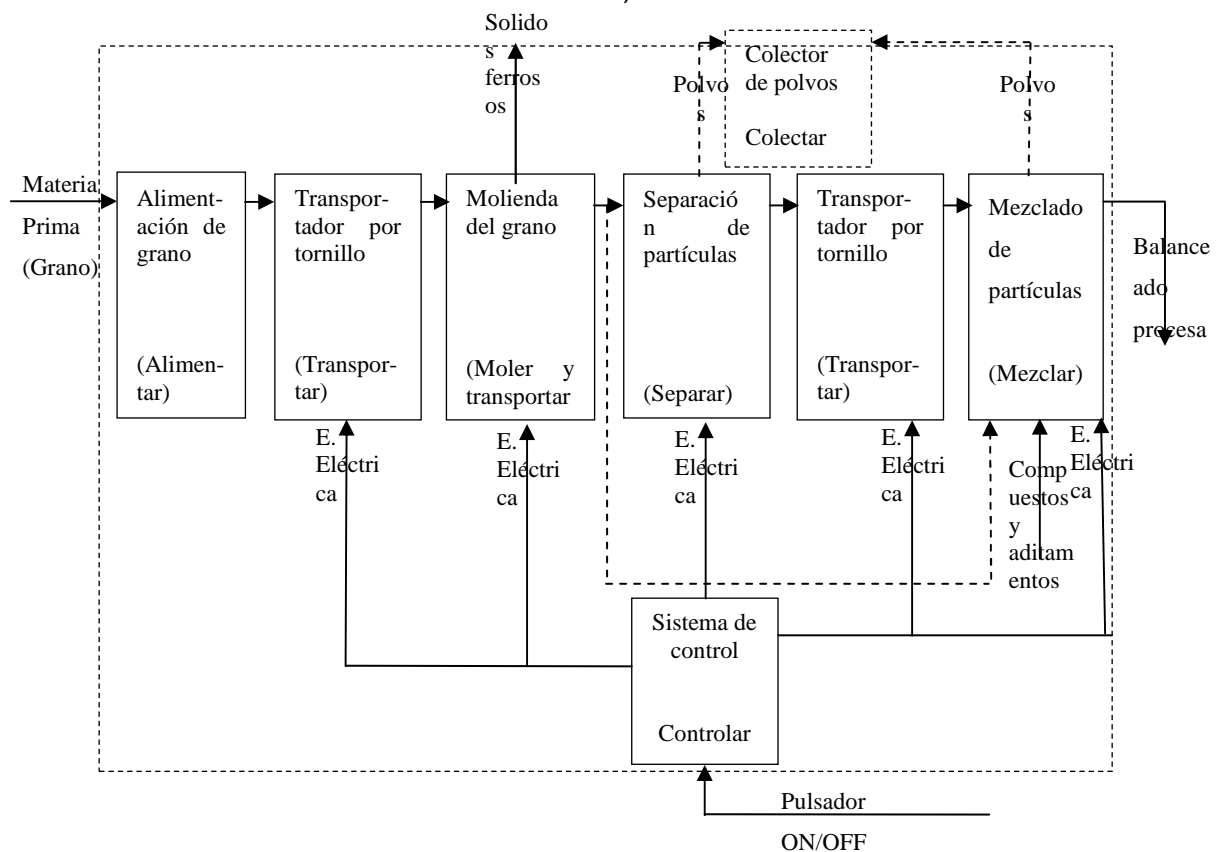 Solido
s
ferros
os
Colector
de polvos
Colectar
Polvo
s
Polvo
s
Materia
Prima
(Grano)
Aliment-
ación de
grano
(Alimen-
tar)
Transpor-
tador por
tornillo
(Transpor-
tar)
Molienda
del grano
(Moler y
transportar
Separació
n de
partículas
(Separar)
Transpor-
tador por
tornillo
(Transpor-
tar)
Mezclado
de
partículas
(Mezclar)
Balance
ado
procesa
E.
Eléctri
ca
E.
Eléctri
ca
E.
Eléctri
ca
E.
Eléctri
ca
Comp
uestos
y
aditam
entos
E.
Eléctri
ca
Sistema de
control
Controlar
Pulsador
ON/OFF